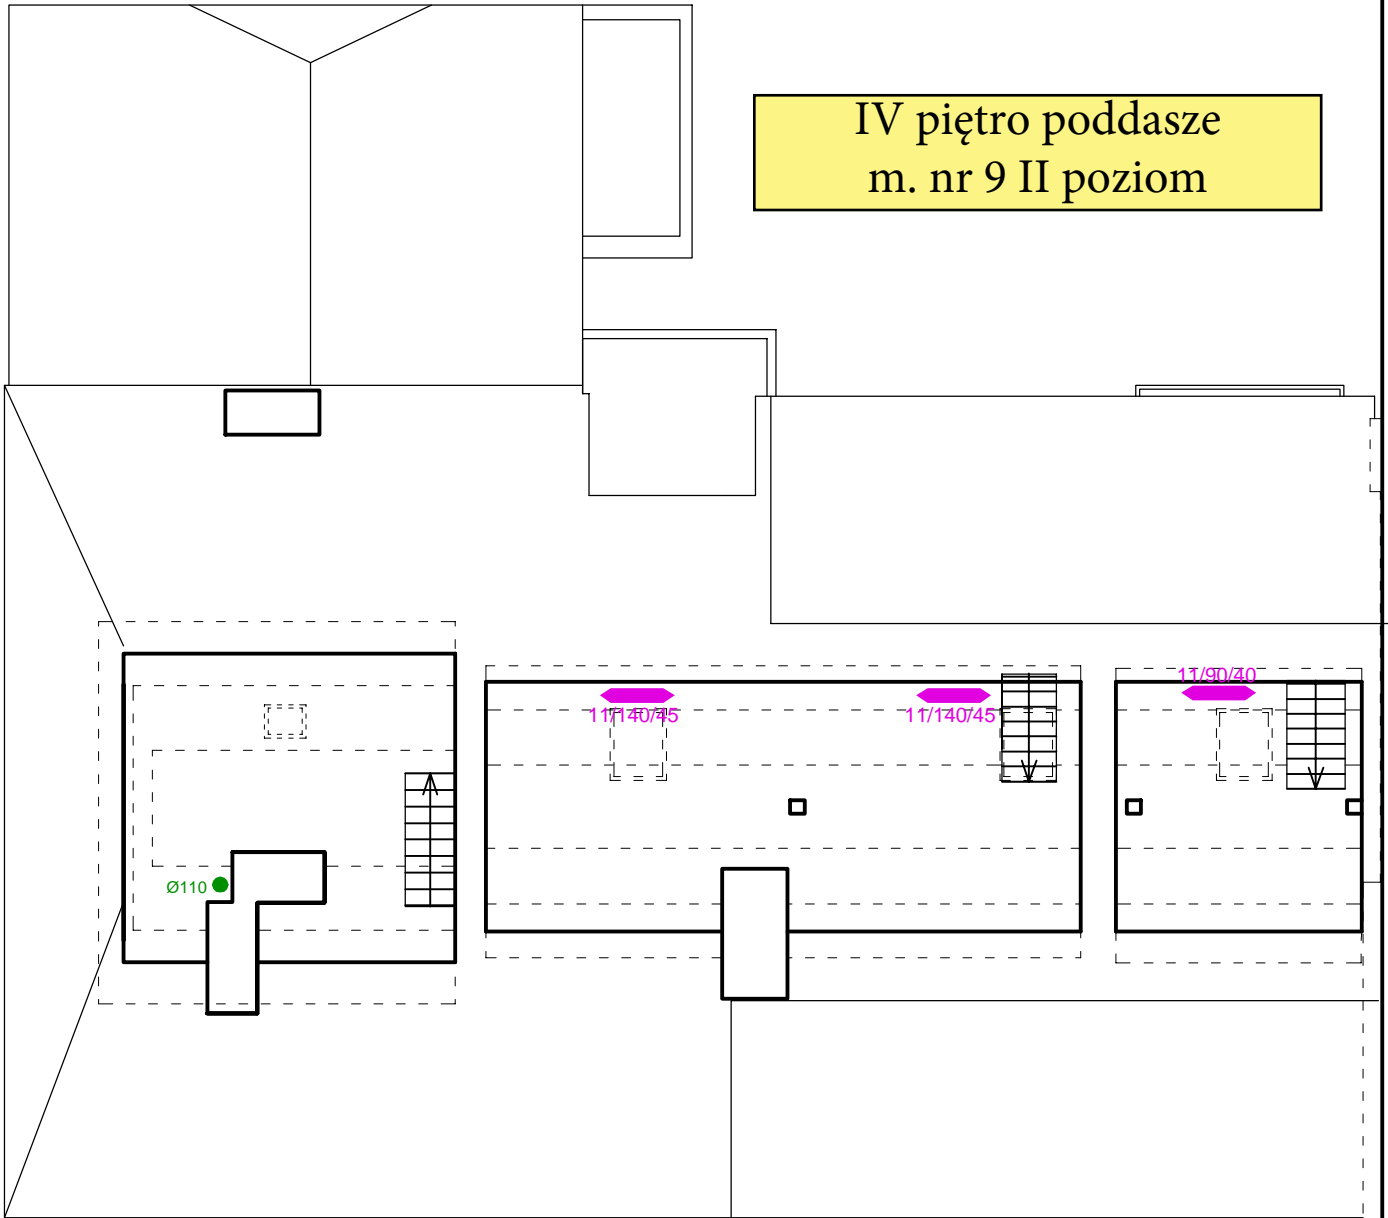 IV piętro poddasze
m. nr 9 II poziom
11/90/40
11/140/45
11/140/45
Ø110